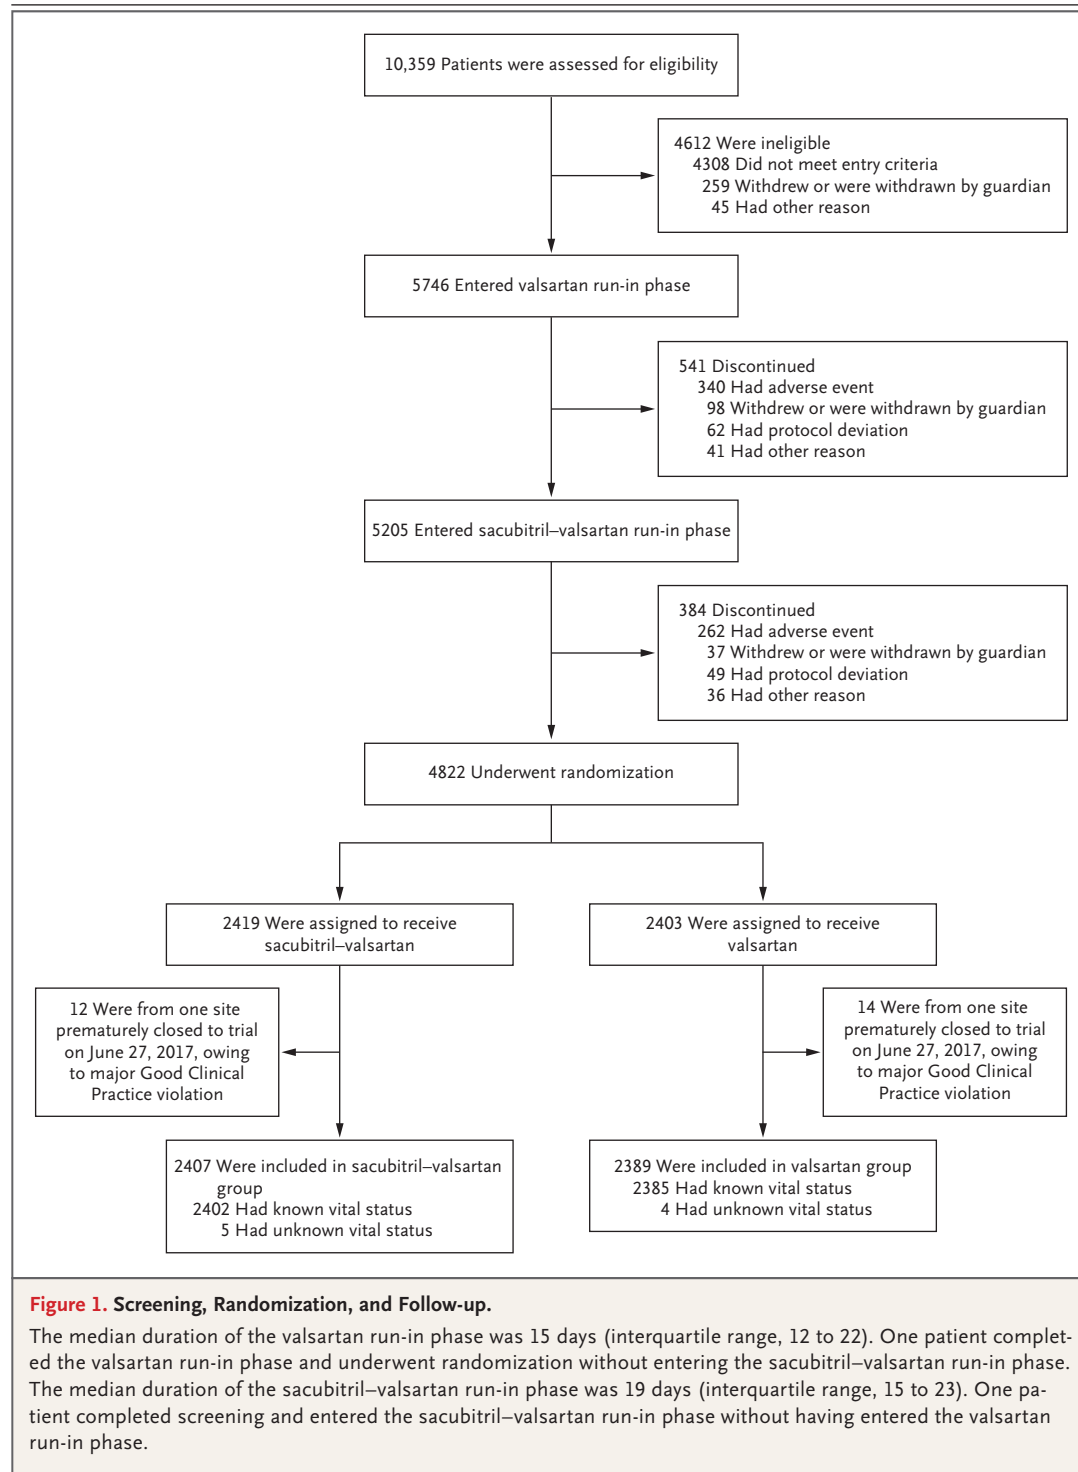 10,359 Patients were assessed for eligibility
4612 Were ineligible
4308 Did not meet entry criteria
259 Withdrew or were withdrawn by guardian
45 Had other reason
5746 Entered valsartan run-in phase
541 Discontinued
340 Had adverse event
98 Withdrew or were withdrawn by guardian
62 Had protocol deviation
41 Had other reason
5205 Entered sacubitril–valsartan run-in phase
384 Discontinued
262 Had adverse event
37 Withdrew or were withdrawn by guardian
49 Had protocol deviation
36 Had other reason
4822 Underwent randomization
2419 Were assigned to receive
sacubitril–valsartan
2403 Were assigned to receive
valsartan
12 Were from one site
prematurely closed to trial
on June 27, 2017, owing
to major Good Clinical
Practice violation
14 Were from one site
prematurely closed to trial
on June 27, 2017, owing
to major Good Clinical
Practice violation
2407 Were included in sacubitril–valsartan
group
2402 Had known vital status
5 Had unknown vital status
2389 Were included in valsartan group
2385 Had known vital status
4 Had unknown vital status
Figure 1. Screening, Randomization, and Follow-up.
The median duration of the valsartan run-in phase was 15 days (interquartile range, 12 to 22). One patient complet-
ed the valsartan run-in phase and underwent randomization without entering the sacubitril–valsartan run-in phase.
The median duration of the sacubitril–valsartan run-in phase was 19 days (interquartile range, 15 to 23). One pa-
tient completed screening and entered the sacubitril–valsartan run-in phase without having entered the valsartan
run-in phase.